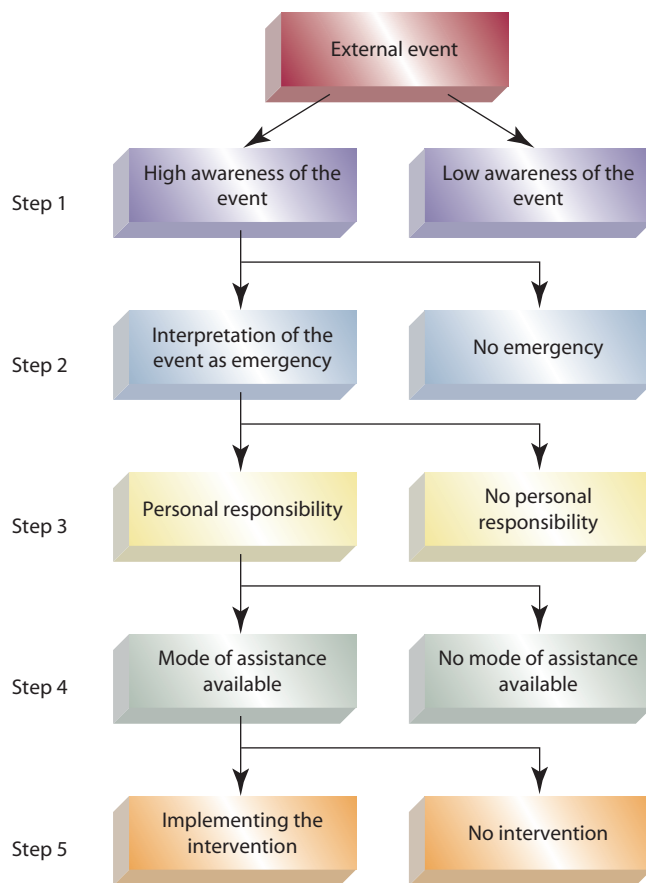 External event
Step 1
High awareness of the
event
Low awareness of the
event
Step 2
Interpretation of the
event as emergency
No emergency
Step 3
Personal responsibility
No personal
responsibility
Step 4
Mode of assistance
available
No mode of assistance
available
Step 5
Implementing the
intervention
No intervention